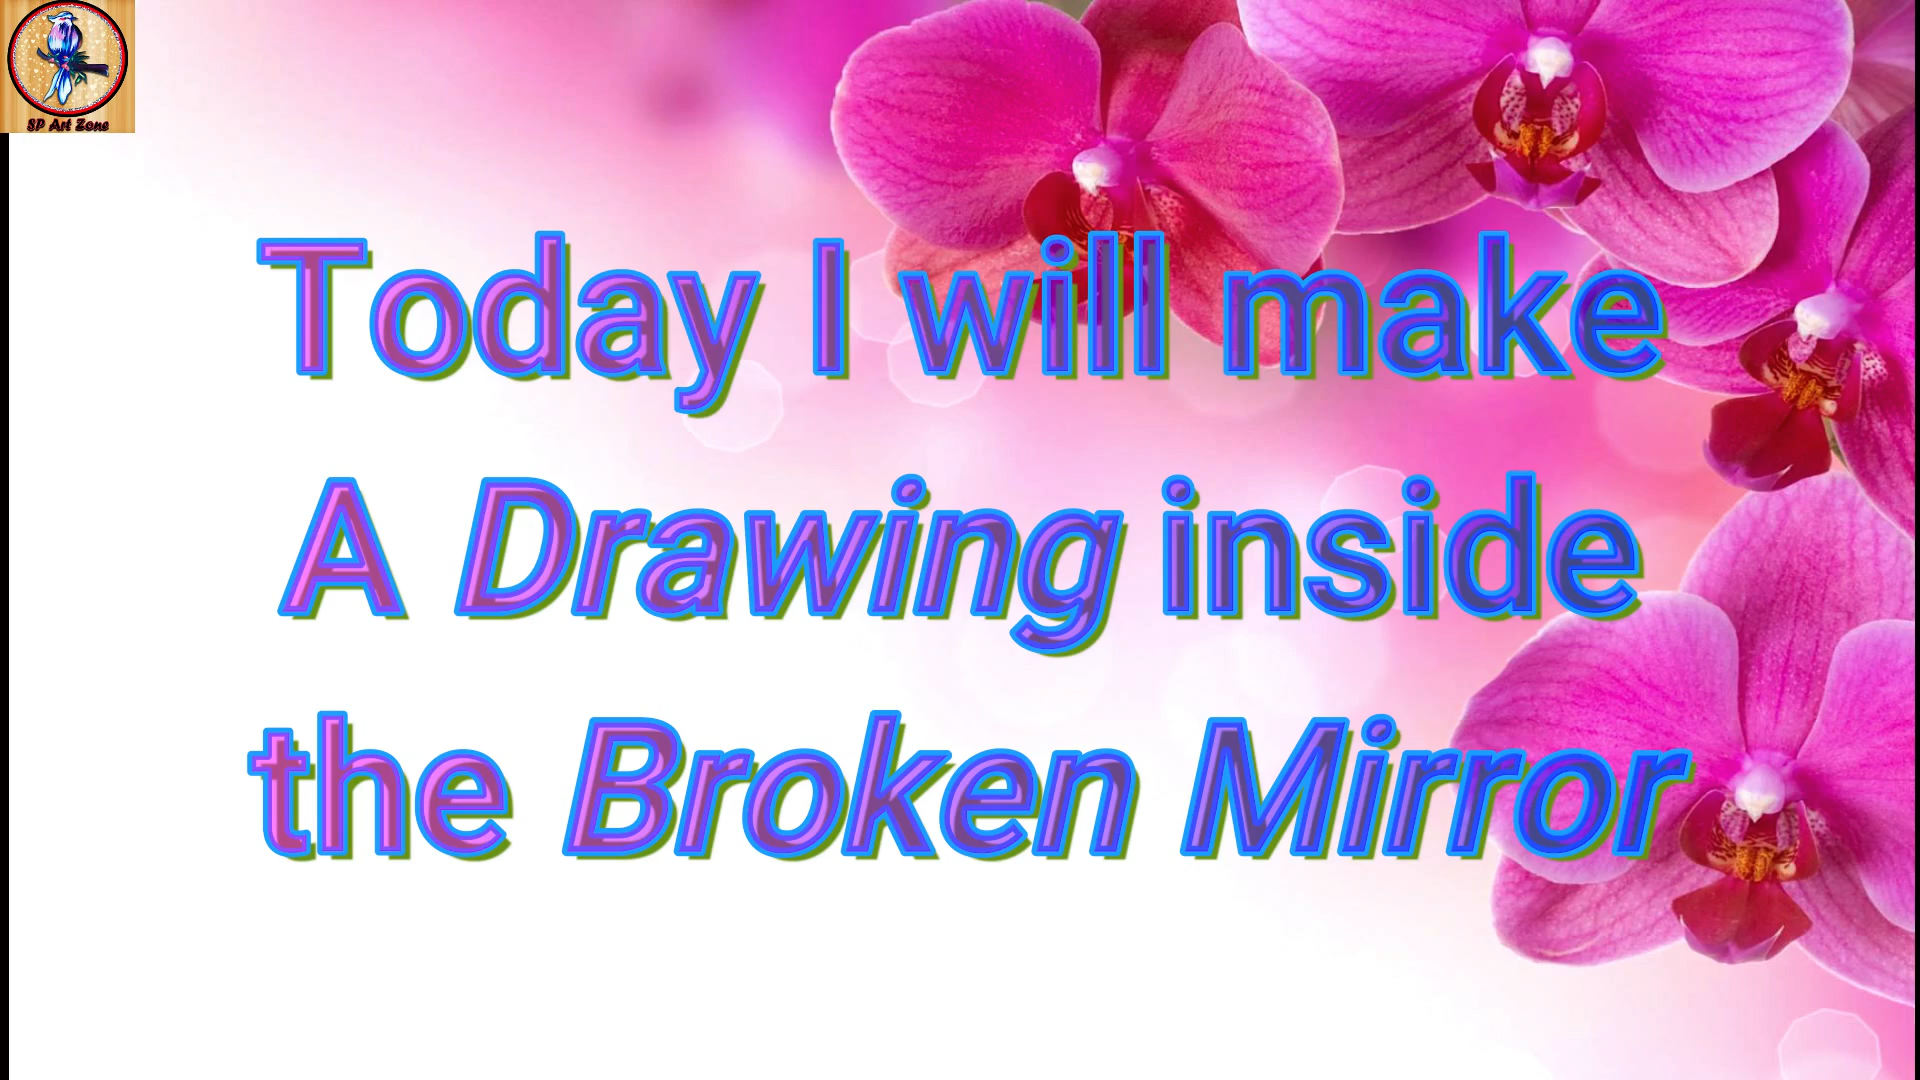 SP Art Zone
Today I will make
A Drawing inside
the Broken Mirror